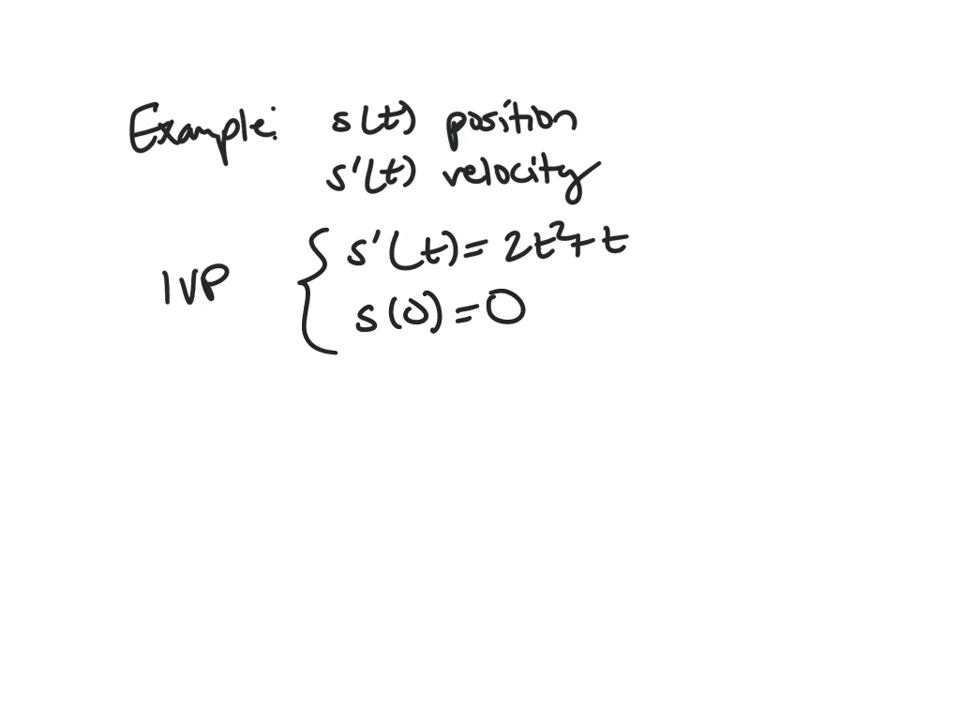 Example: s(t) position
s'(t) velocity
IVP { s'(t) = 2t²+t
s(0) = 0